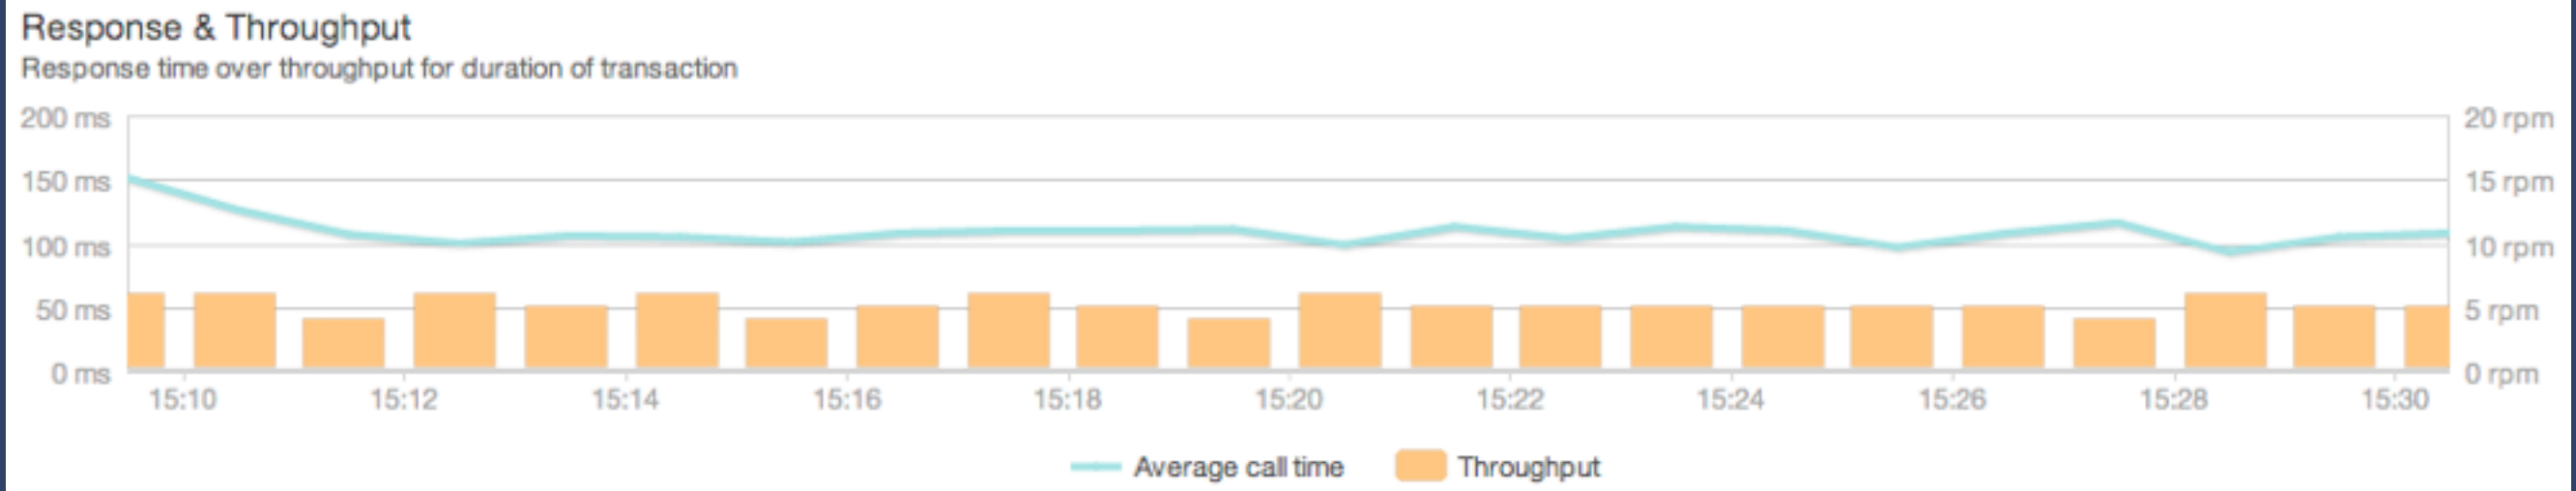 Response & Throughput
Response time over throughput for duration of transaction
200 ms
20 rpm
150 ms
15 rpm
100 ms
10 rpm
50 ms
5 rpm
0 ms
0 rpm
15:10 15:12 15:14 15:16 15:18 15:20 15:22 15:24 15:26 15:28 15:30
Average call time Throughput